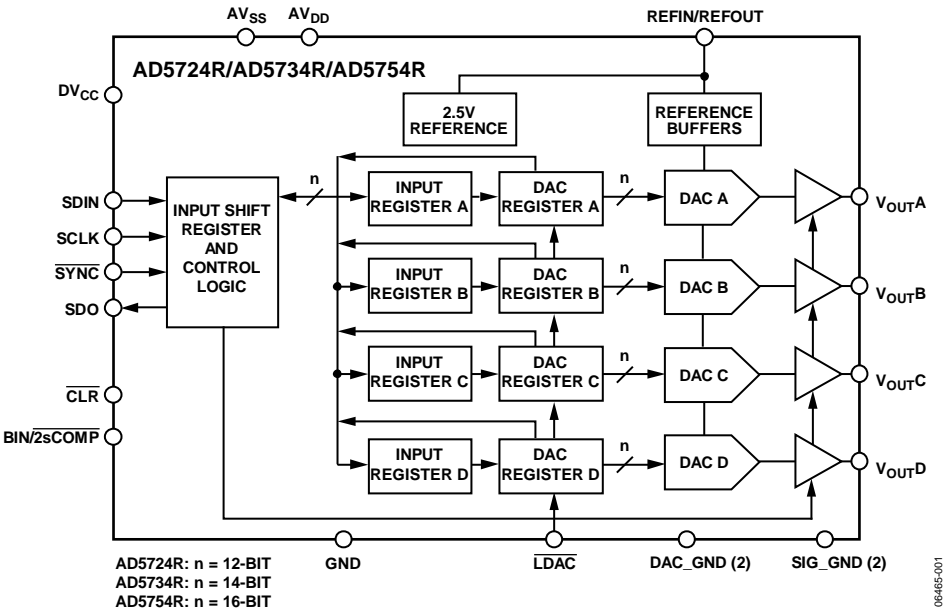 AVSS AVDD REFIN/REFOUT
AD5724R/AD5734R/AD5754R
DVCC
2.5V
REFERENCE
REFERENCE
BUFFERS
SDIN
SCLK
SYNC
SDO
CLR
BIN/2sCOMP
INPUT SHIFT
REGISTER
AND
CONTROL
LOGIC
n
INPUT
REGISTER A
DAC
REGISTER A
n
DAC A
VOUTA
INPUT
REGISTER B
DAC
REGISTER B
n
DAC B
VOUTB
INPUT
REGISTER C
DAC
REGISTER C
n
DAC C
VOUTC
INPUT
REGISTER D
DAC
REGISTER D
n
DAC D
VOUTD
GND LDAC DAC_GND (2) SIG_GND (2)
AD5724R: n = 12-BIT
AD5734R: n = 14-BIT
AD5754R: n = 16-BIT
06465-001